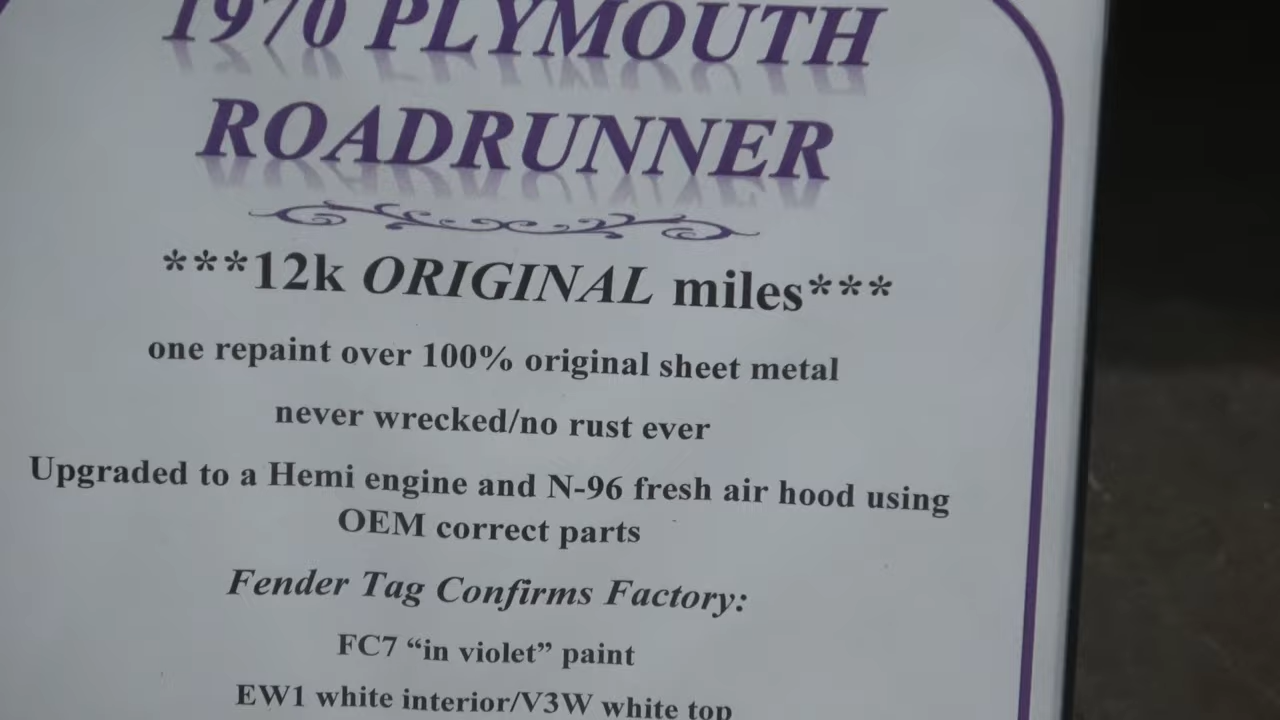 1970 PLYMOUTH
ROADRUNNER
***12k ORIGINAL miles***
one repaint over 100% original sheet metal
never wrecked/no rust ever
Upgraded to a Hemi engine and N-96 fresh air hood using
OEM correct parts
Fender Tag Confirms Factory:
FC7 “in violet” paint
EW1 white interior/V3W white top